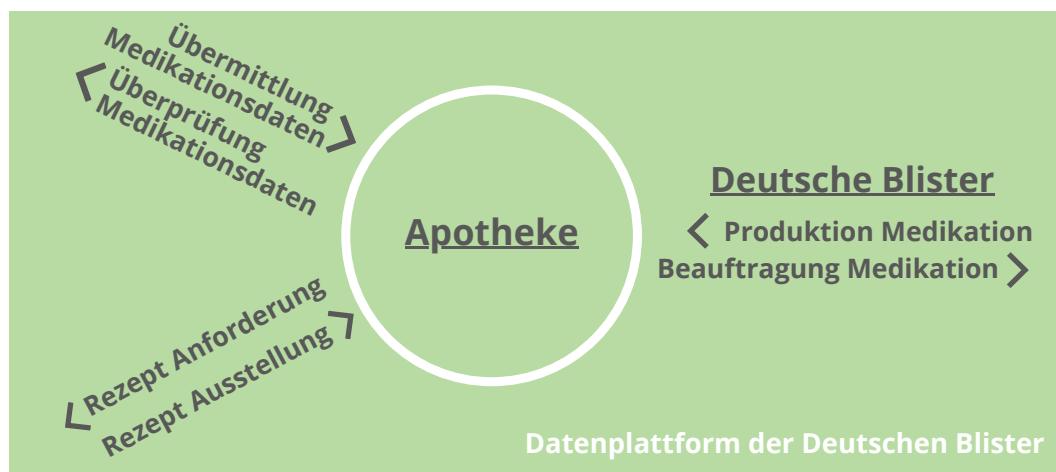 Übermittlung
Medikationsdaten
Überprüfung
Medikationsdaten
Apotheke
Deutsche Blister
Produktion Medikation
Beauftragung Medikation
Rezept Anforderung
Rezept Ausstellung
Datenplattform der Deutschen Blister